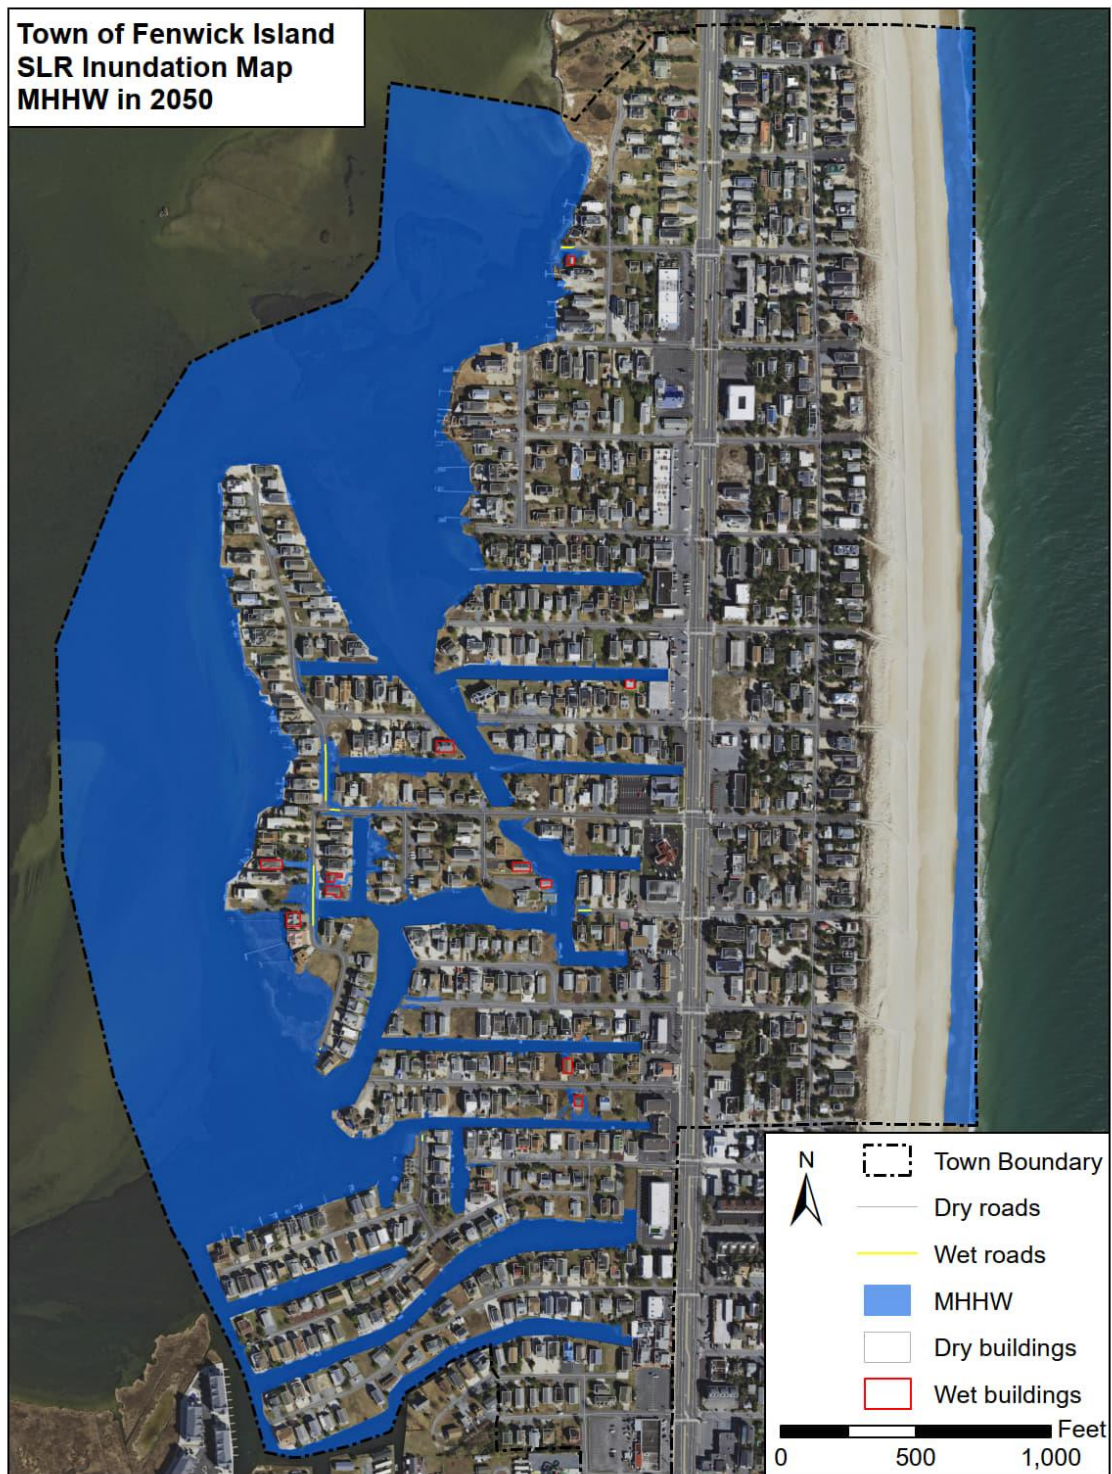 Town of Fenwick Island
SLR Inundation Map
MHHW in 2050
N
Town Boundary
Dry roads
Wet roads
MHHW
Dry buildings
Wet buildings
Feet
0 500 1,000